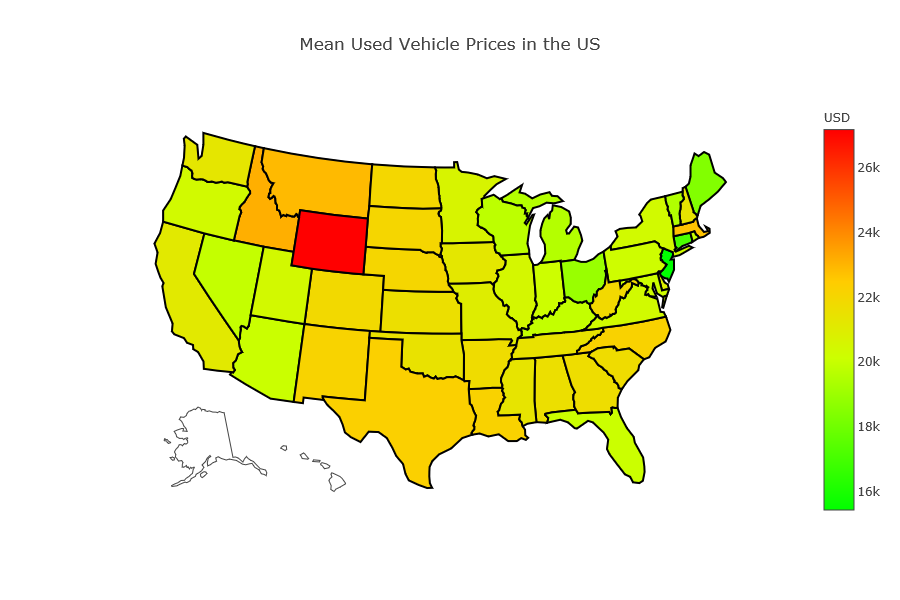 Mean Used Vehicle Prices in the US
USD
26k
24k
22k
20k
18k
16k